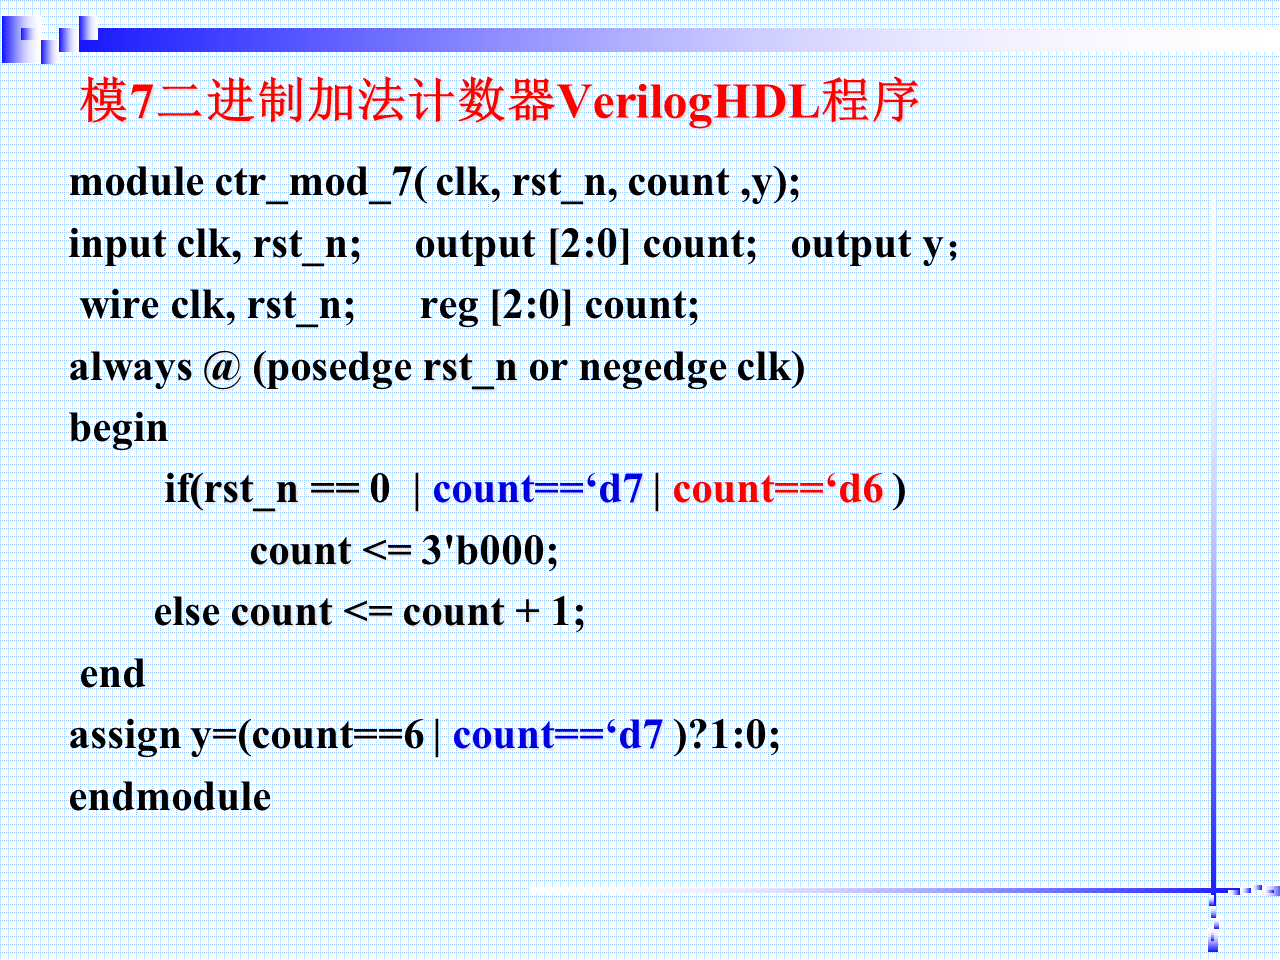 模7二进制加法计数器VerilogHDL程序
module ctr_mod_7( clk, rst_n, count ,y);
input clk, rst_n; output [2:0] count; output y；
wire clk, rst_n; reg [2:0] count;
always @ (posedge rst_n or negedge clk)
begin
if(rst_n == 0 | count==‘d7 | count==‘d6 )
count <= 3'b000;
else count <= count + 1;
end
assign y=(count==6 | count==‘d7 )?1:0;
endmodule